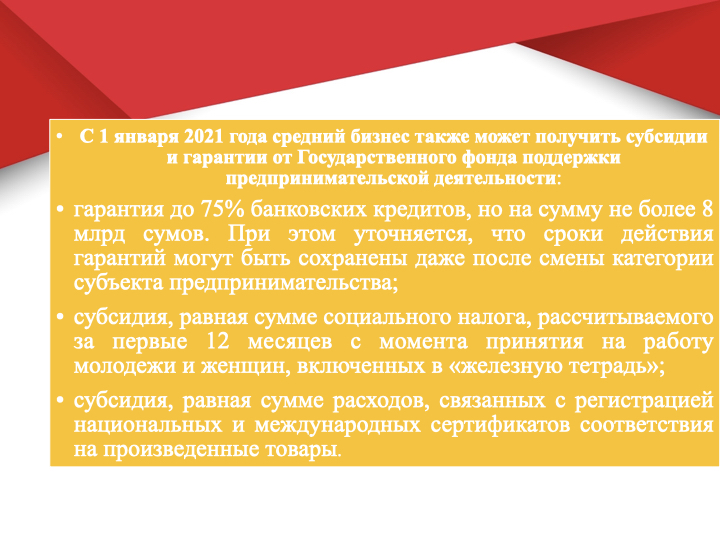 • С 1 января 2021 года средний бизнес также может получить субсидии
и гарантии от Государственного фонда поддержки
предпринимательской деятельности:
• гарантия до 75% банковских кредитов, но на сумму не более 8
млрд сумов. При этом уточняется, что сроки действия
гарантий могут быть сохранены даже после смены категории
субъекта предпринимательства;
• субсидия, равная сумме социального налога, рассчитываемого
за первые 12 месяцев с момента принятия на работу
молодежи и женщин, включенных в «железную тетрадь»;
• субсидия, равная сумме расходов, связанных с регистрацией
национальных и международных сертификатов соответствия
на произведенные товары.